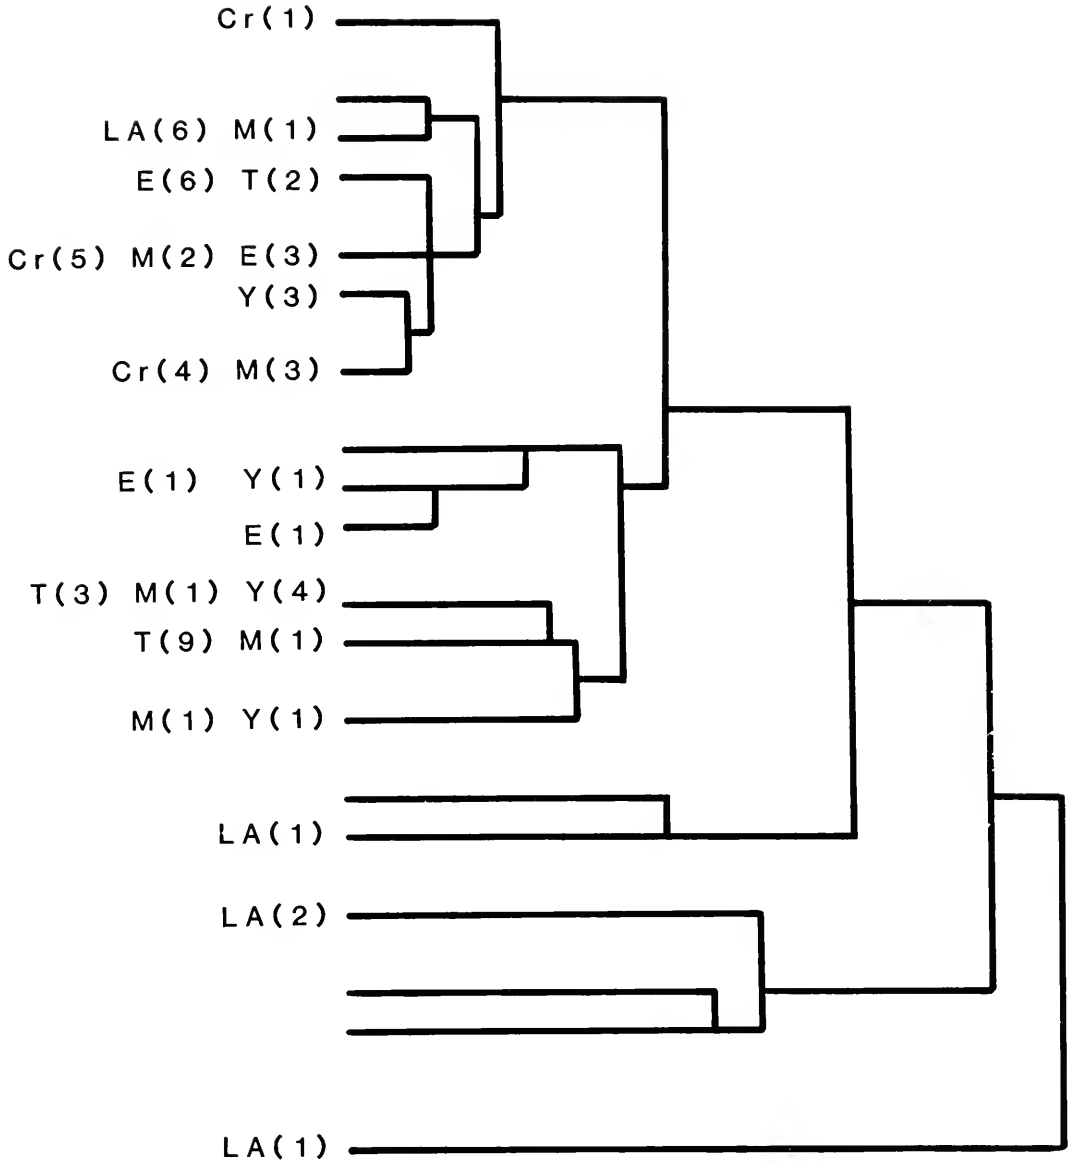 Cr(1)
LA(6) M(1)
E(6) T(2)
Cr(5) M(2) E(3)
Y(3)
Cr(4) M(3)
E(1) Y(1)
E(1)
T(3) M(1) Y(4)
T(9) M(1)
M(1) Y(1)
LA(1)
LA(2)
LA(1)